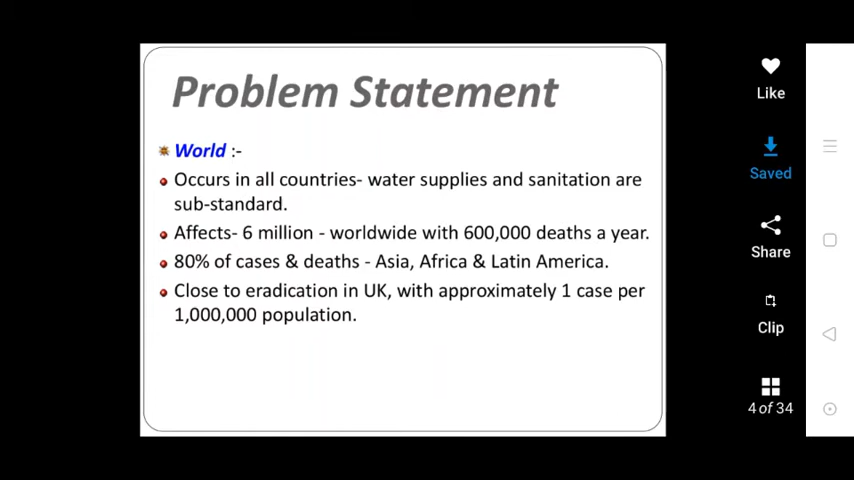 Problem Statement
World :-
Occurs in all countries- water supplies and sanitation are
sub-standard.
Affects- 6 million - worldwide with 600,000 deaths a year.
80% of cases & deaths - Asia, Africa & Latin America.
Close to eradication in UK, with approximately 1 case per
1,000,000 population.
Like
Saved
Share
Clip
4 of 34